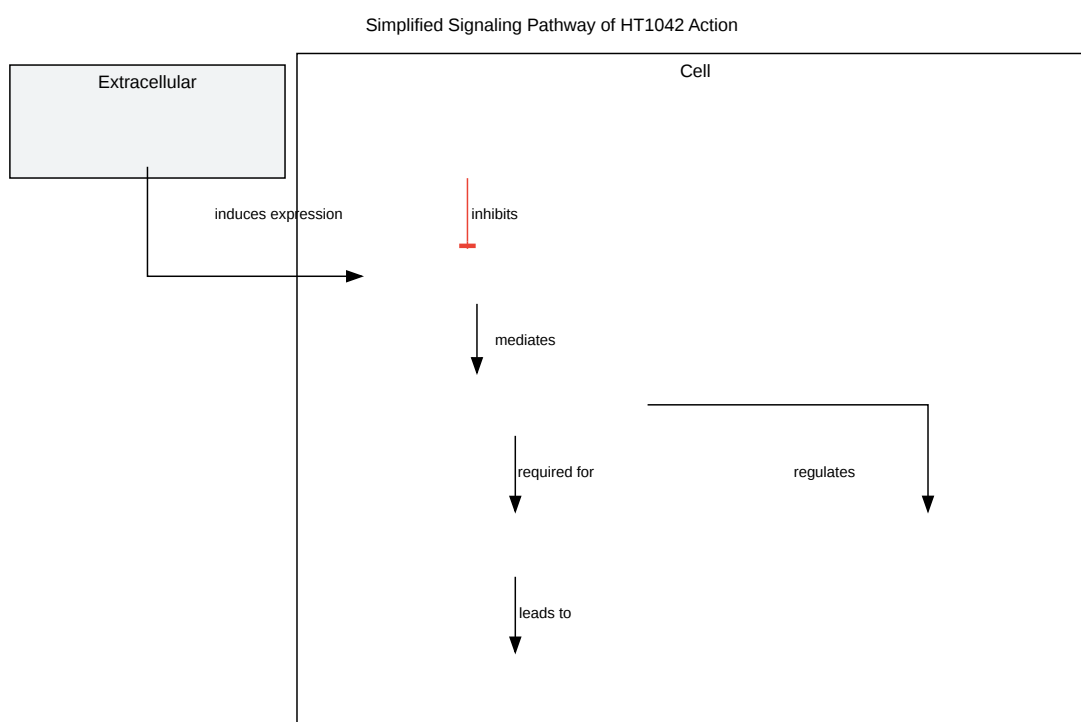 Simplified Signaling Pathway of HT1042 Action
Cell
Extracellular
induces expression
inhibits
mediates
required for
regulates
leads to